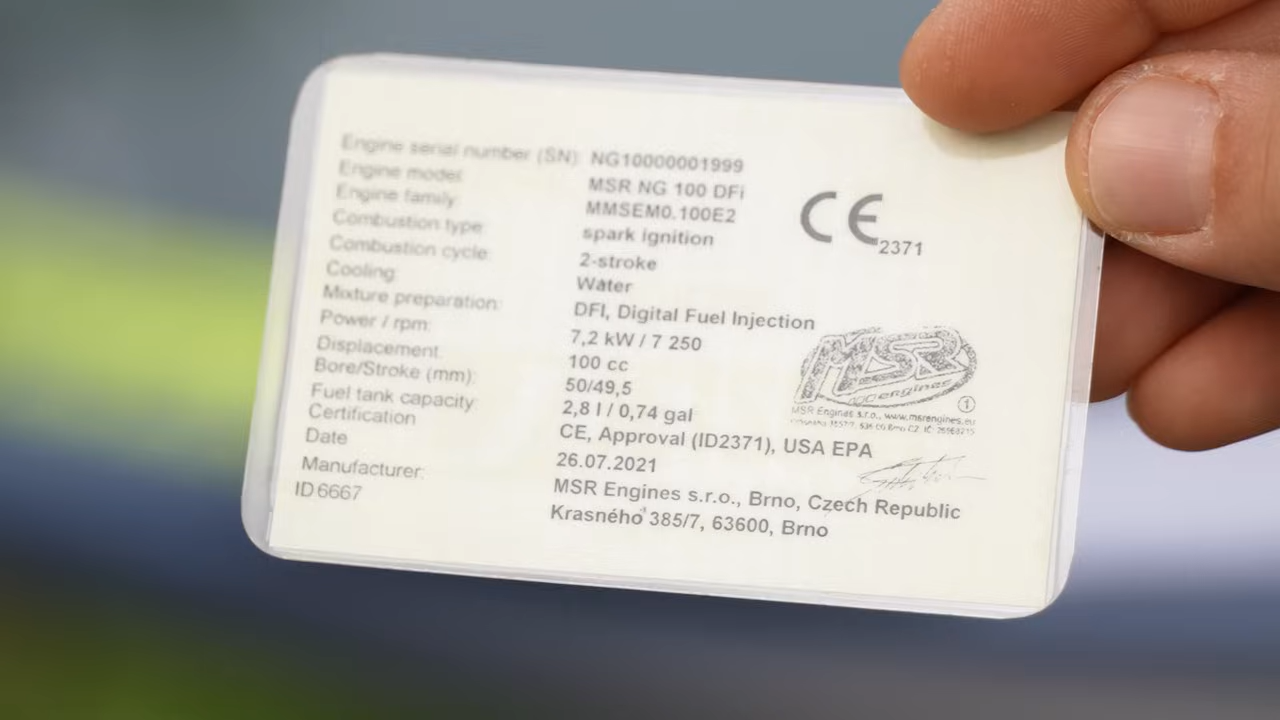 Engine serial number (SN): NG10000001999
Engine model: MSR NG 100 DFi
Engine family: MMSEM0.100E2
Combustion type: spark ignition
Combustion cycle: 2-stroke
Cooling: Water
Mixture preparation: DFI, Digital Fuel Injection
Power / rpm: 7,2 kW / 7 250
Displacement: 100 cc
Bore/Stroke (mm): 50/49,5
Fuel tank capacity: 2,8 l / 0,74 gal
Certification CE, Approval (ID2371), USA EPA
Date 26.07.2021
Manufacturer: MSR Engines s.r.o., Brno, Czech Republic
ID 6667 Krasného 385/7, 63600, Brno
CE 2371
MSR
engines
1
MSR Engines s.r.o., www.msrengines.eu